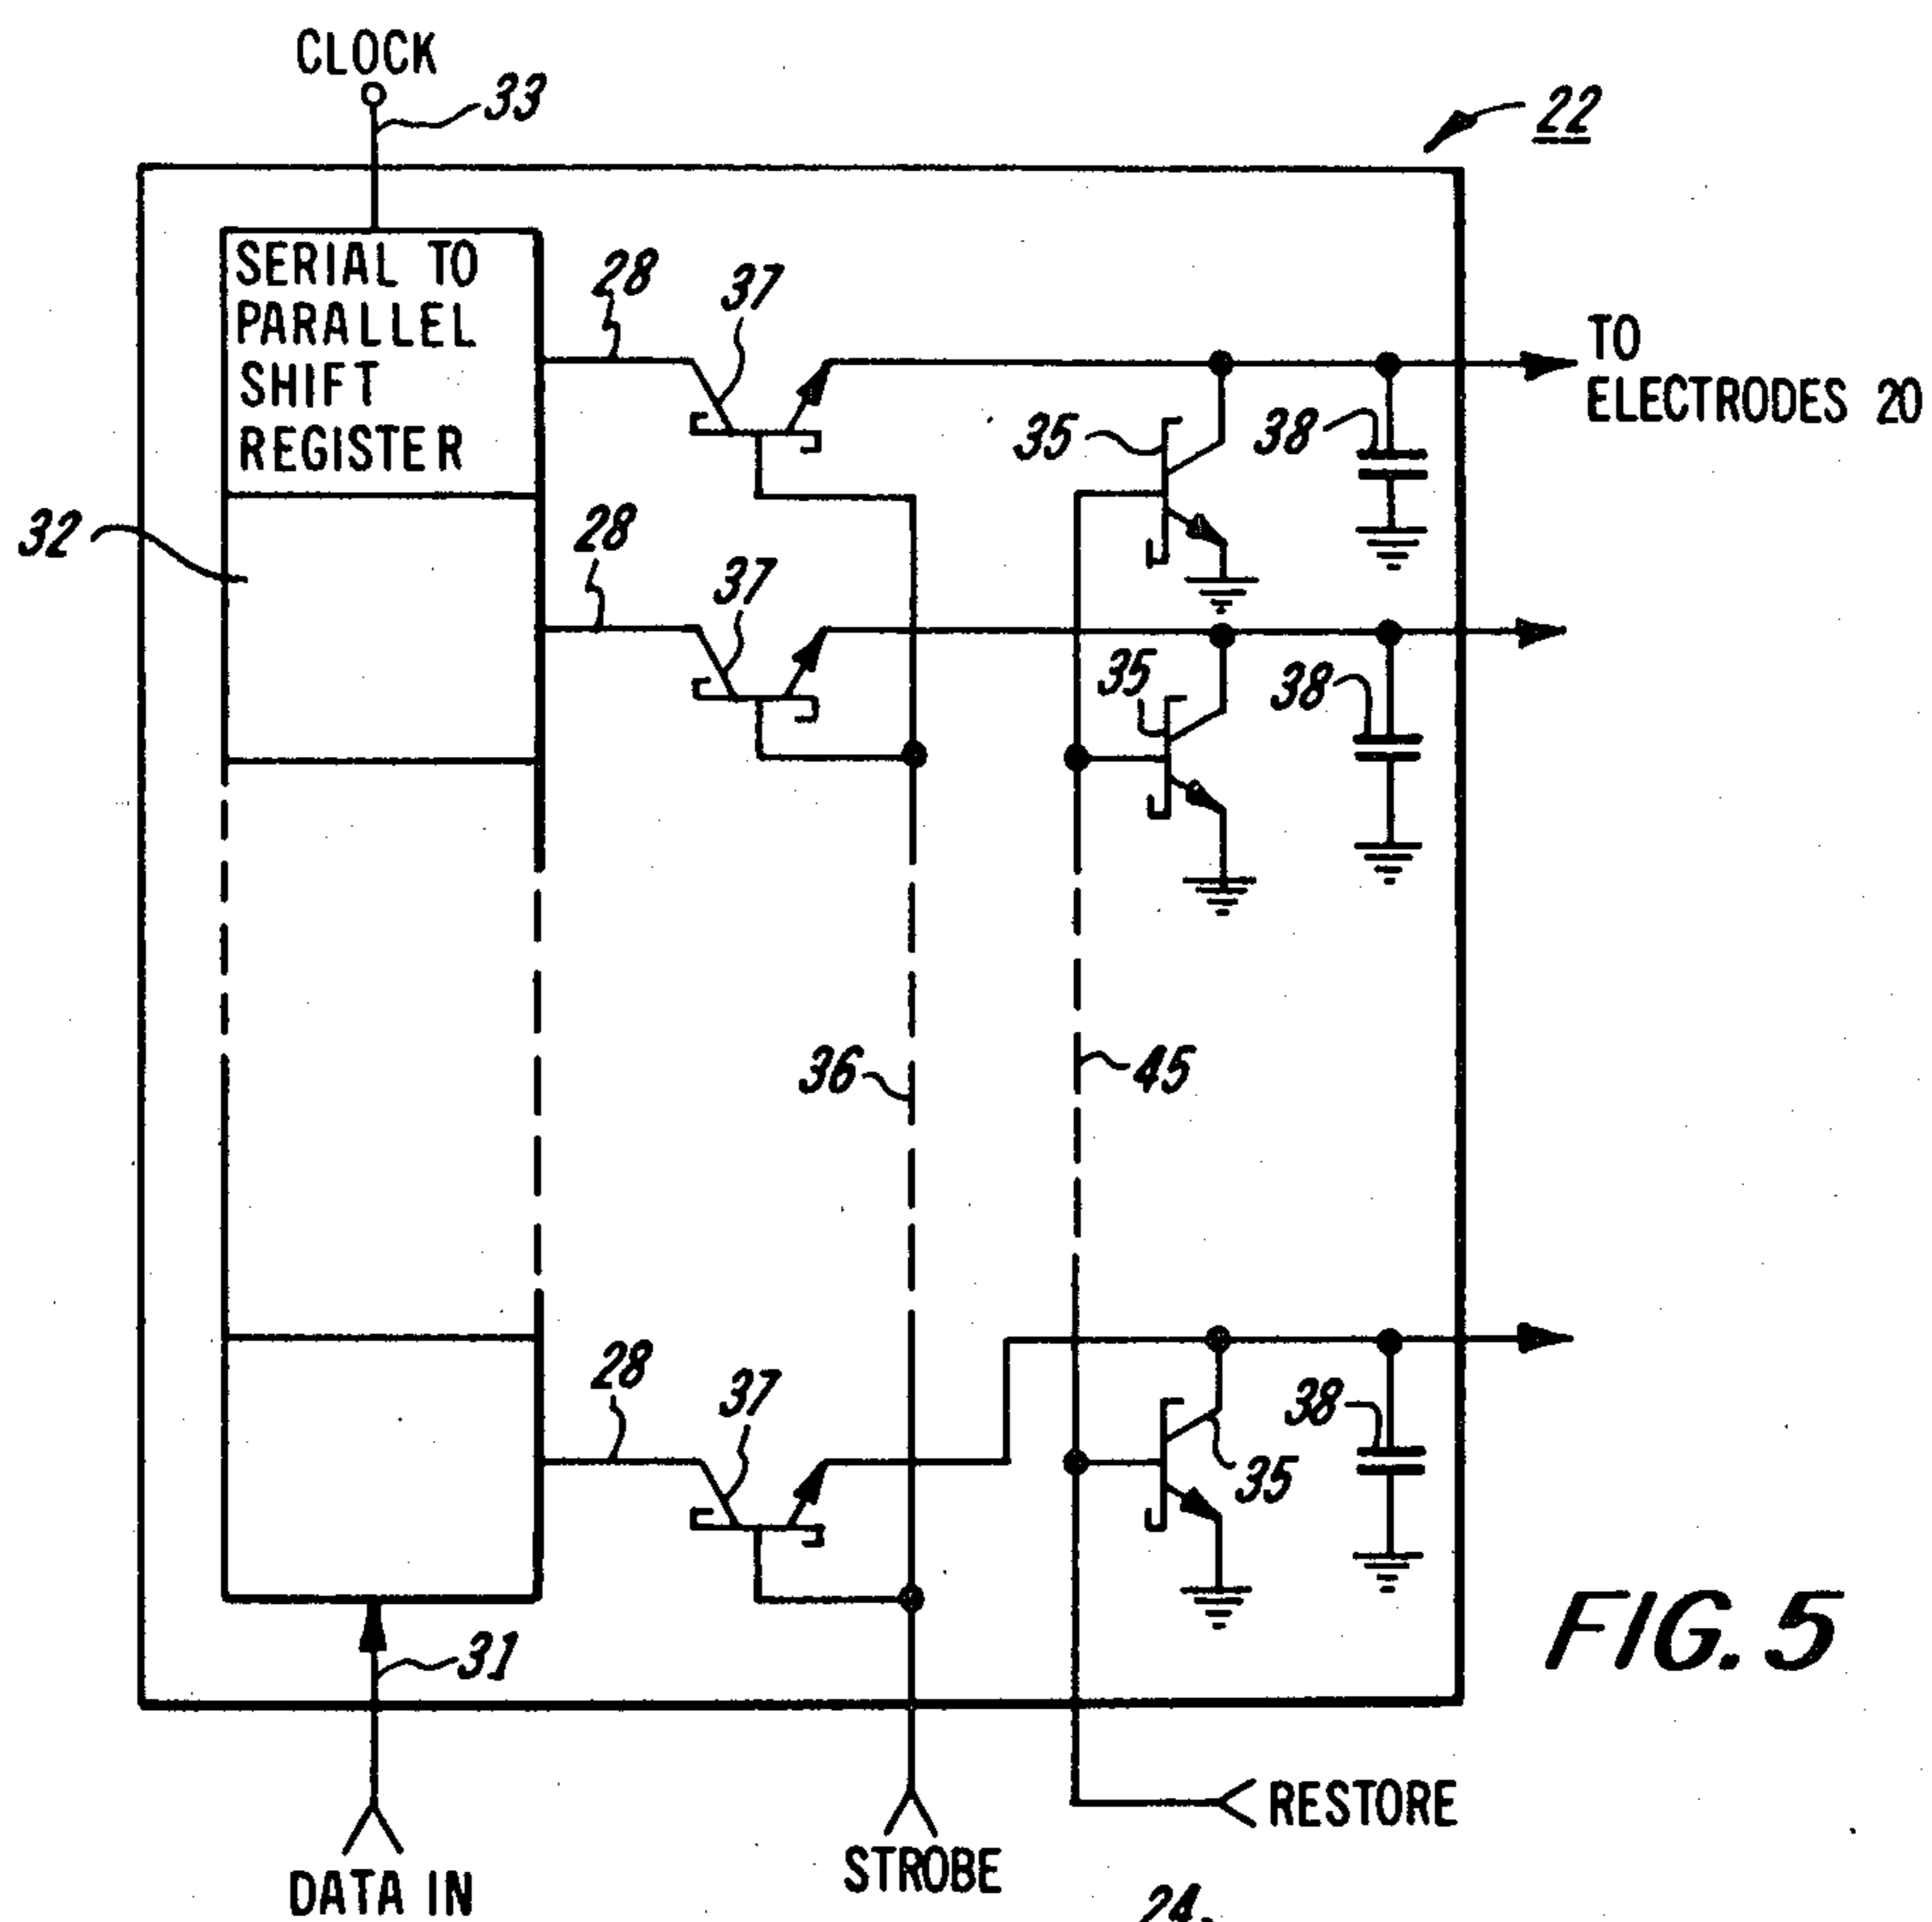 CLOCK
33
22
SERIAL TO
PARALLEL
SHIFT
REGISTER
28
37
TO
ELECTRODES 20
35
38
32
28
37
35
38
36
45
28
37
38
35
31
FIG. 5
RESTORE
STROBE
DATA IN
24